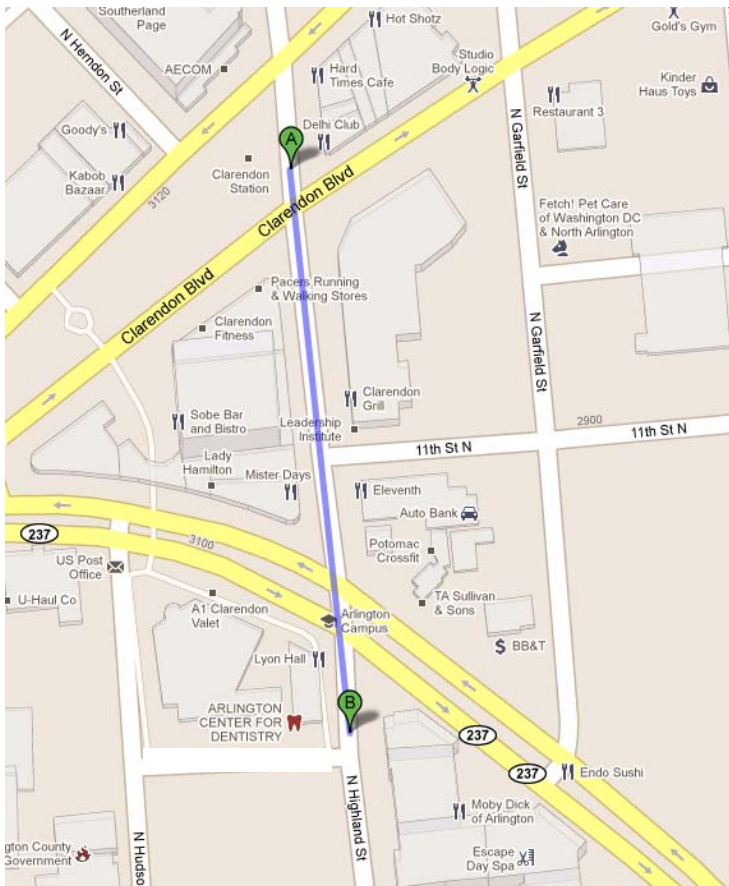 Southerland
Page
Hot Shotz
Gold's Gym
N Herndon St
AECOM
Hard
Times Cafe
Studio
Body Logic
Kinder
Haus Toys
Restaurant 3
N Garfield St
Goody's
Delhi Club
A
Clarendon
Station
Kabob
Bazaar
3120
Clarendon Blvd
Fetch! Pet Care
of Washington DC
& North Arlington
Pacers Running
& Walking Stores
Clarendon Blvd
Clarendon
Fitness
N Garfield St
Clarendon
Grill
Sobe Bar
and Bistro
Leadership
Institute
2900
11th St N
11th St N
Lady
Hamilton
Mister Days
Eleventh
Auto Bank
237
3100
Potomac
Crossfit
US Post
Office
U-Haul Co
A1 Clarendon
Valet
Arlington
Campus
TA Sullivan
& Sons
BB&T
Lyon Hall
B
ARLINGTON
CENTER FOR
DENTISTRY
237
237
Endo Sushi
N Highland St
Moby Dick
of Arlington
N Hudso
gton County
Government
Escape
Day Spa